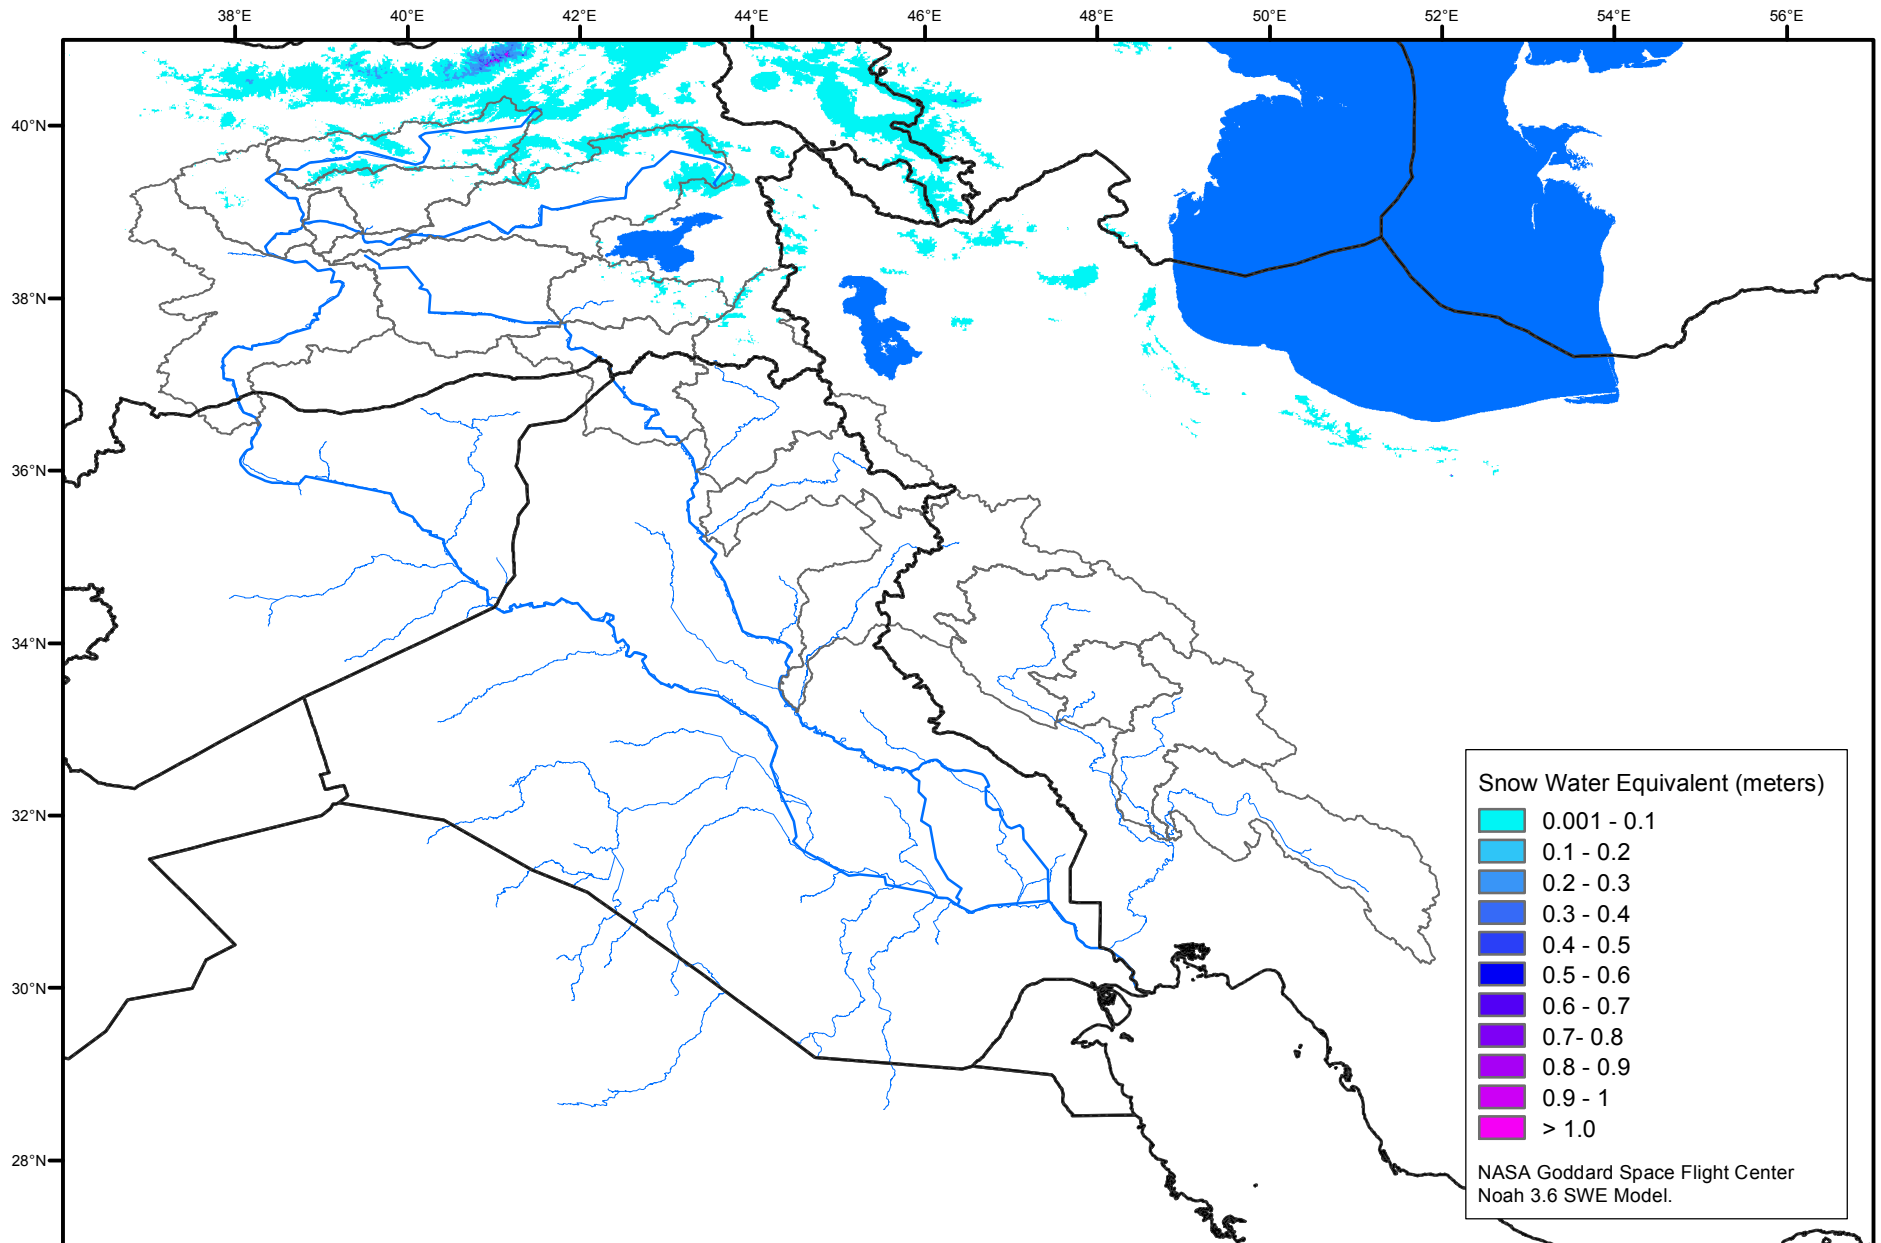 38°E 40°E 42°E 44°E 46°E 48°E 50°E 52°E 54°E 56°E
40°N
38°N
36°N
34°N
32°N
30°N
28°N
Snow Water Equivalent (meters)
0.001 - 0.1
0.1 - 0.2
0.2 - 0.3
0.3 - 0.4
0.4 - 0.5
0.5 - 0.6
0.6 - 0.7
0.7- 0.8
0.8 - 0.9
0.9 - 1
> 1.0
NASA Goddard Space Flight Center
Noah 3.6 SWE Model.